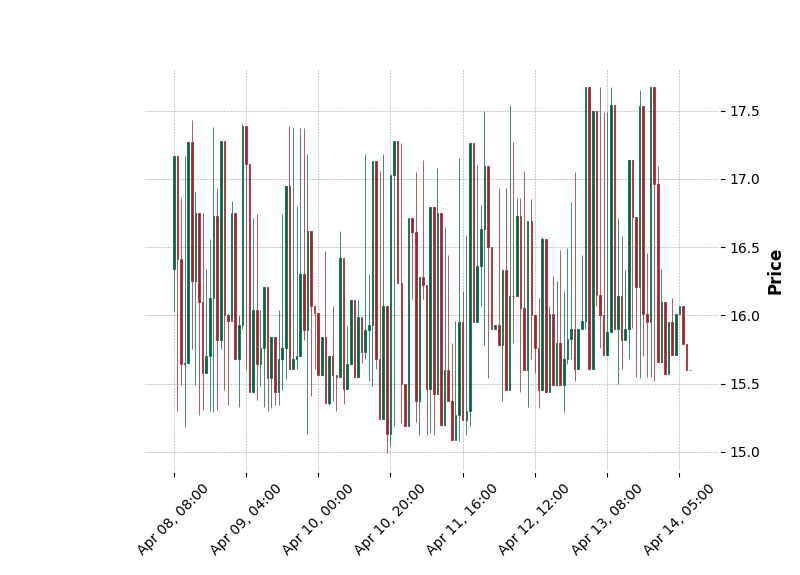 17.5
17.0
16.5
16.0
15.5
15.0
Price
Apr 08, 08:00
Apr 09, 04:00
Apr 10, 00:00
Apr 10, 20:00
Apr 11, 16:00
Apr 12, 12:00
Apr 13, 08:00
Apr 14, 05:00